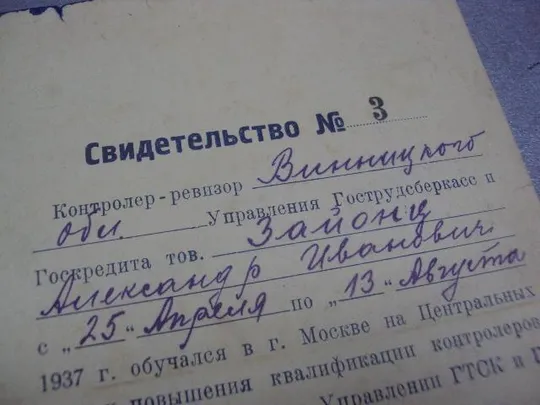 Свидетельство № 3
Контролер-ревизор Винницкого
обл. Управления Гострудсберкасс и
Госкредита тов. Зайонц
Александр Иванович
с „25“ Апреля по „13“ Августа
1937 г. обучался в г. Москве на Центральных
повышения квалификации контролеров
Управлении ГТСК и